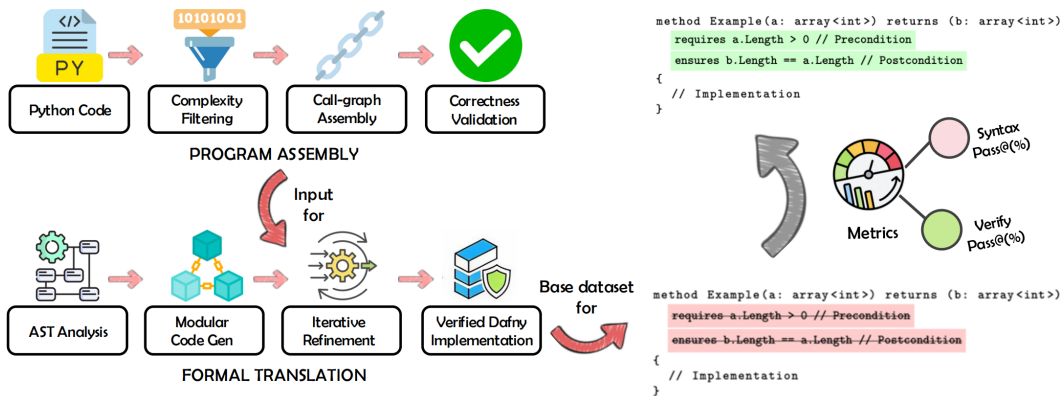 </>
PY
10101001
Python Code
Complexity
Filtering
Call-graph
Assembly
Correctness
Validation
PROGRAM ASSEMBLY
Input
for
AST Analysis
Modular
Code Gen
Iterative
Refinement
Verified Dafny
Implementation
FORMAL TRANSLATION
Base dataset
for
method Example(a: array<int>) returns (b: array<int>)
requires a.Length > 0 // Precondition
ensures b.Length == a.Length // Postcondition
{
// Implementation
}
Syntax
Pass@(%)
Metrics
Verify
Pass@(%)
method Example(a: array<int>) returns (b: array<int>)
requires a.Length > 0 // Precondition
ensures b.Length == a.Length // Postcondition
{
// Implementation
}